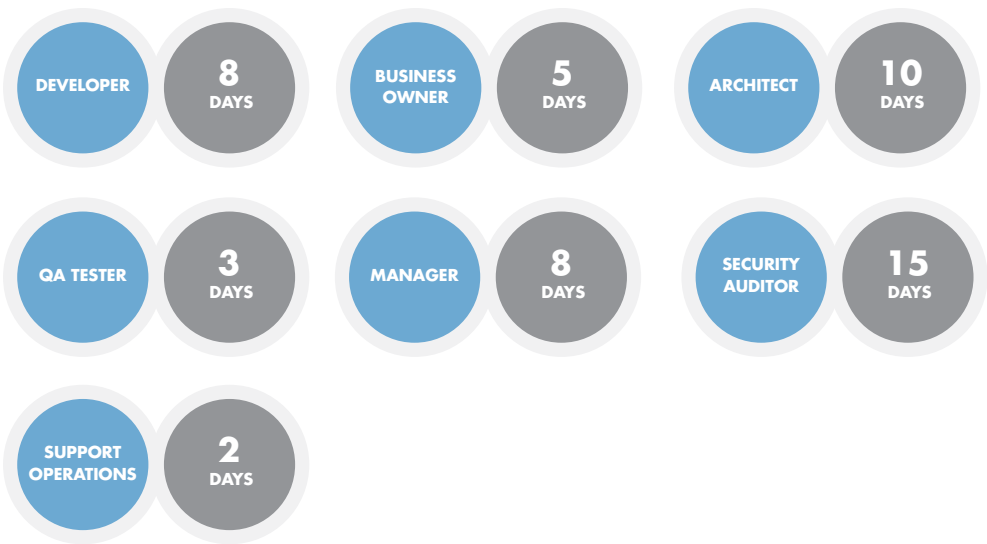 DEVELOPER
8
DAYS
BUSINESS
OWNER
5
DAYS
ARCHITECT
10
DAYS
QA TESTER
3
DAYS
MANAGER
8
DAYS
SECURITY
AUDITOR
15
DAYS
SUPPORT
OPERATIONS
2
DAYS